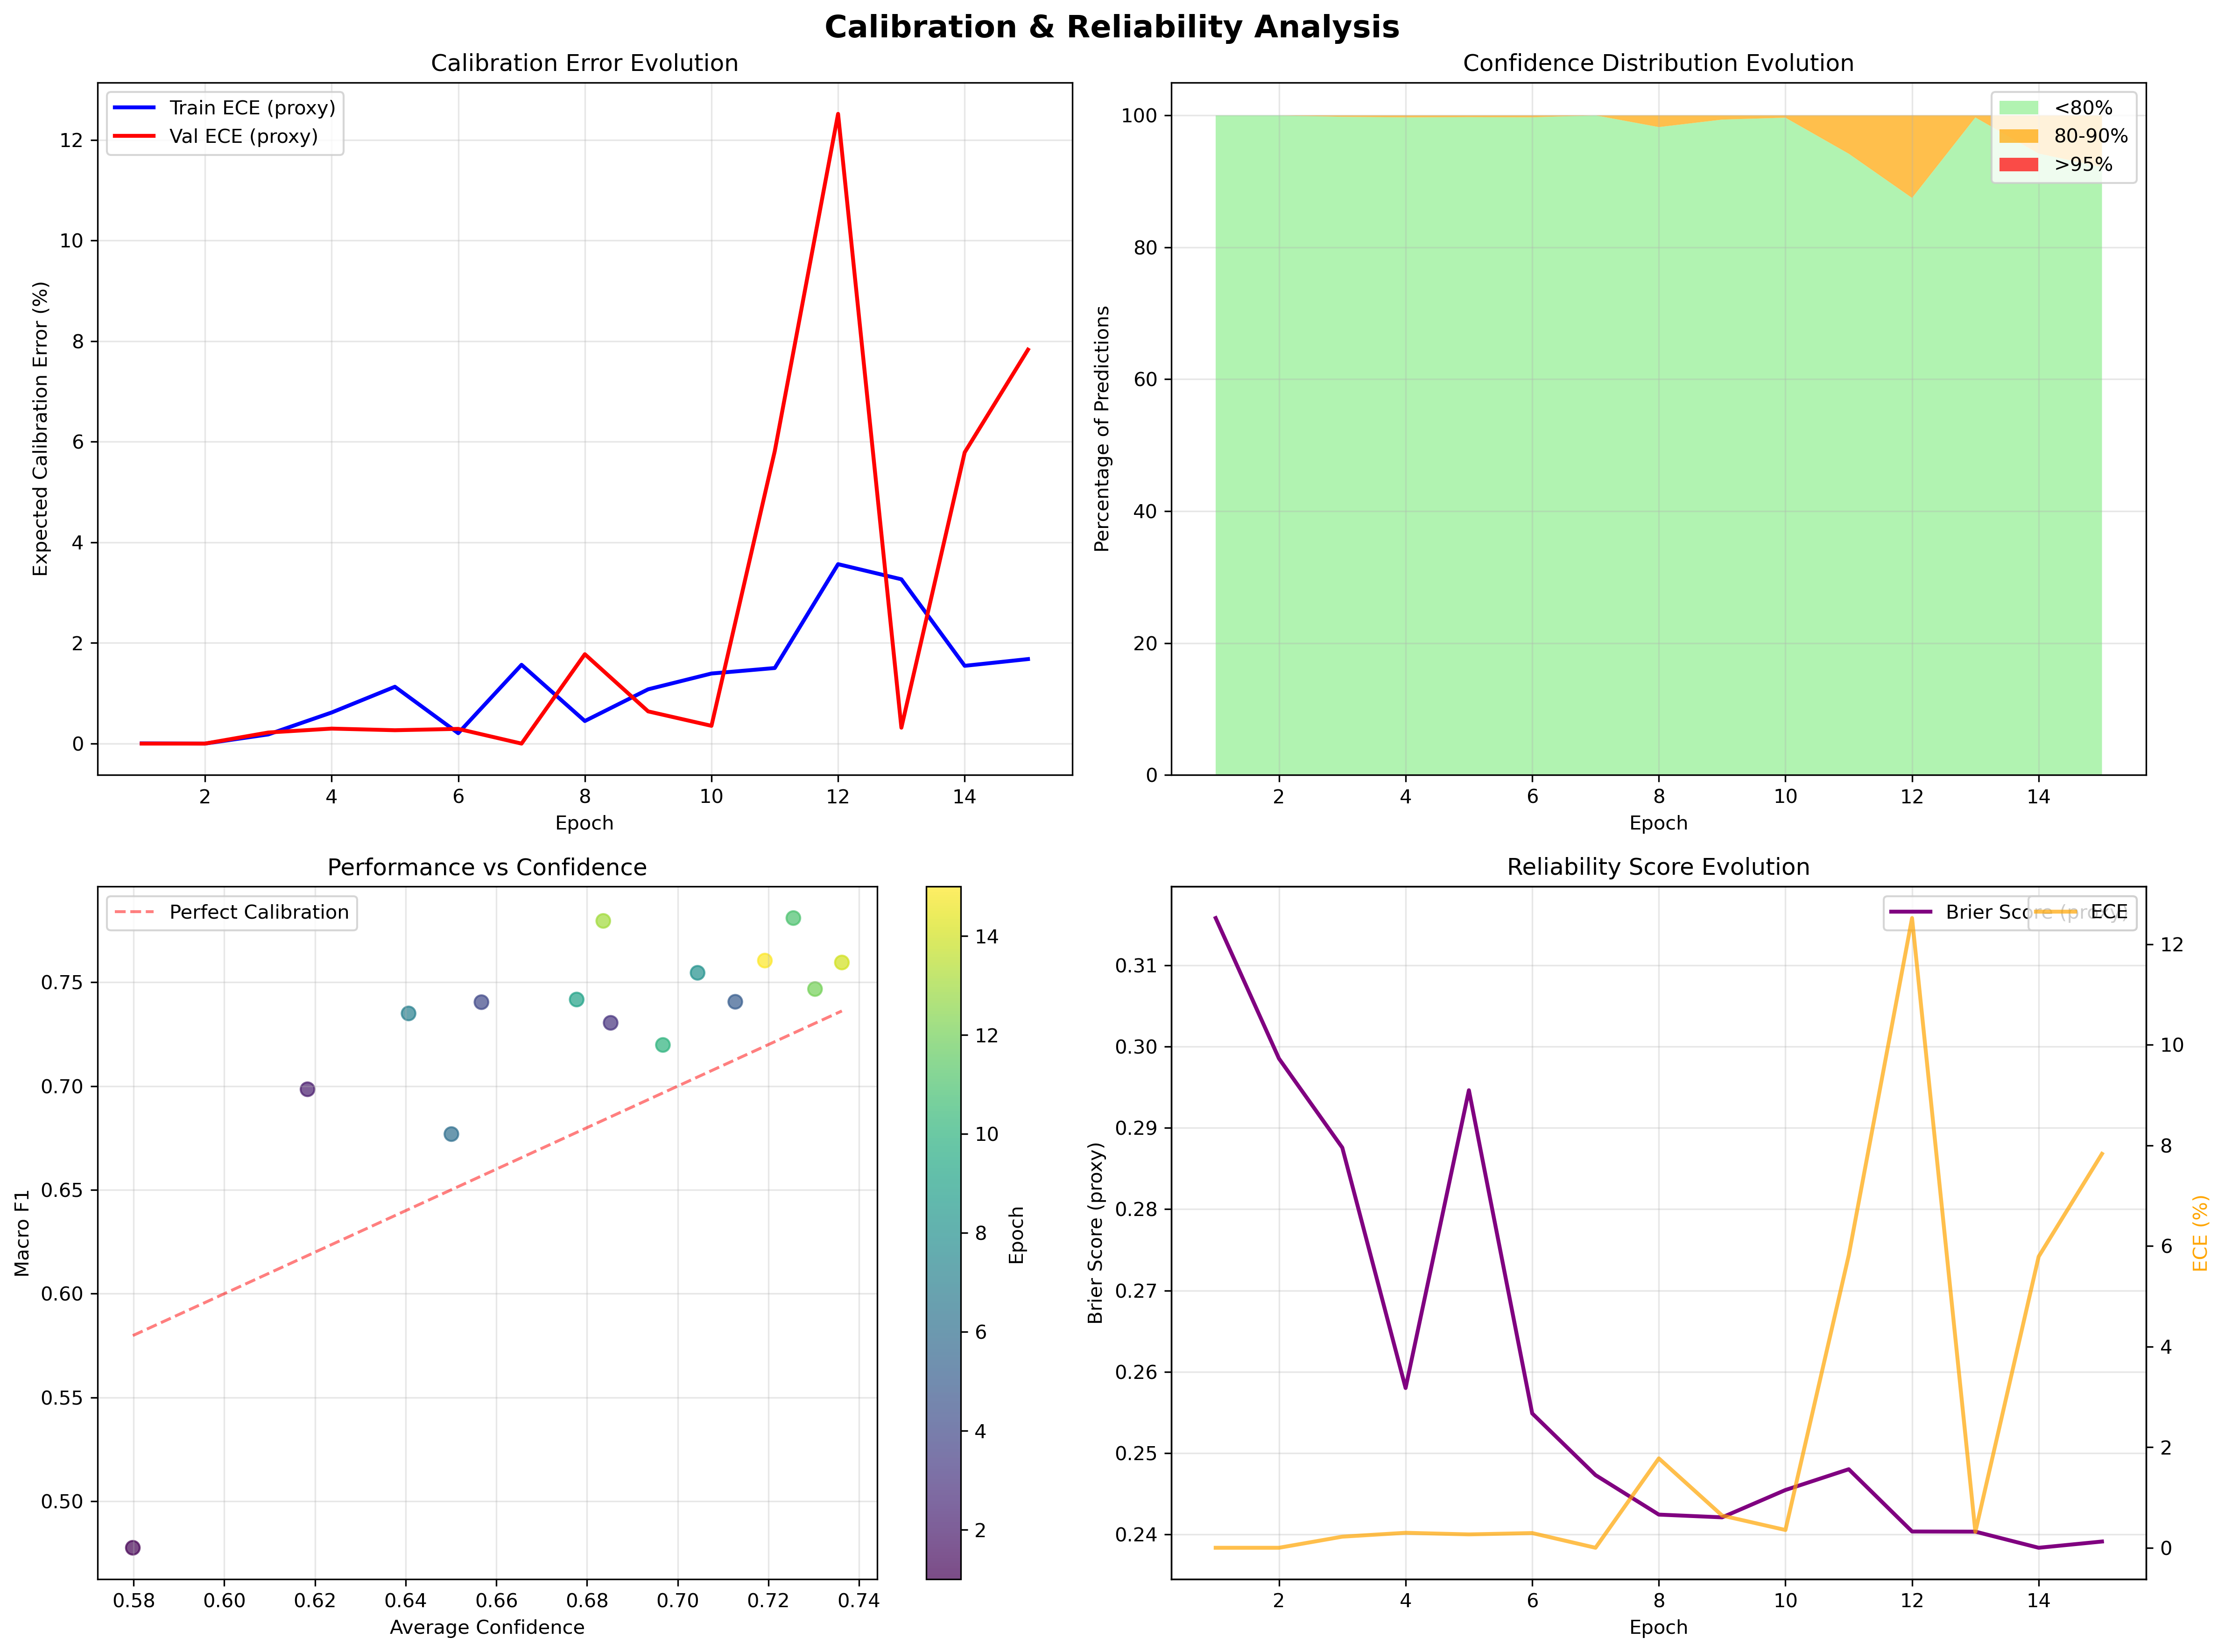 Calibration & Reliability Analysis
Calibration Error Evolution
Train ECE (proxy)
Val ECE (proxy)
Expected Calibration Error (%)
12
10
8
6
4
2
0
2 4 6 8 10 12 14
Epoch
Confidence Distribution Evolution
<80%
80-90%
>95%
Percentage of Predictions
100
80
60
40
20
0
2 4 6 8 10 12 14
Epoch
Performance vs Confidence
Perfect Calibration
Macro F1
0.75
0.70
0.65
0.60
0.55
0.50
0.58 0.60 0.62 0.64 0.66 0.68 0.70 0.72 0.74
Average Confidence
14
12
10
8
6
4
2
Epoch
Reliability Score Evolution
Brier Score (proxy)
ECE
Brier Score (proxy)
0.31
0.30
0.29
0.28
0.27
0.26
0.25
0.24
2 4 6 8 10 12 14
Epoch
12
10
8
6
4
2
0
ECE (%)